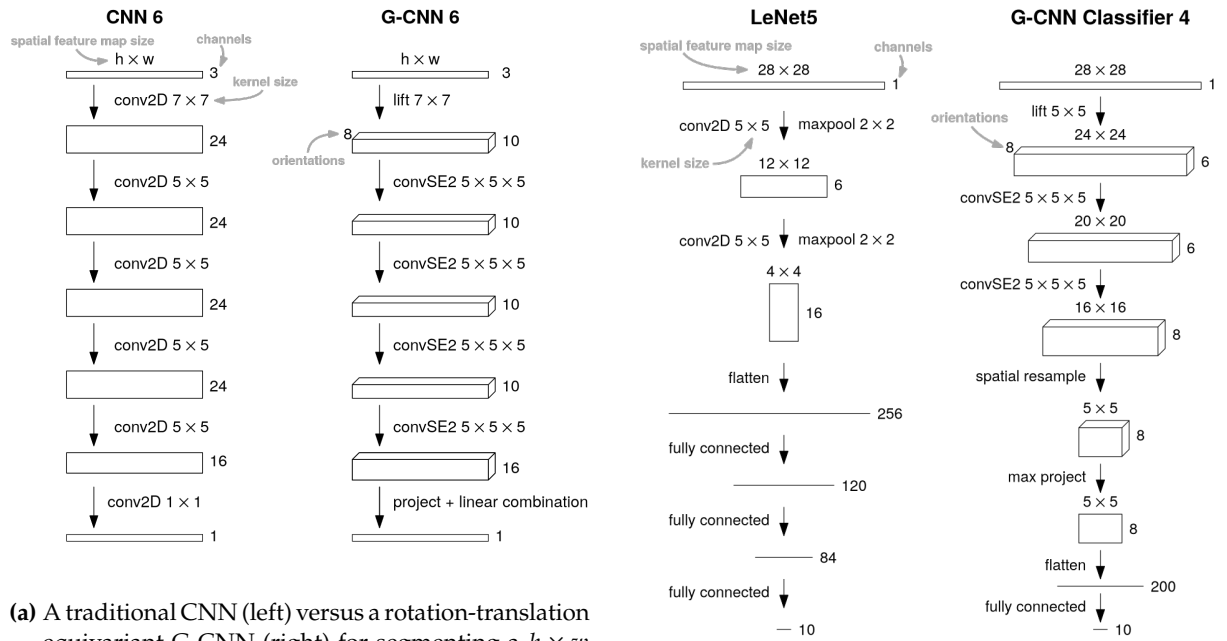 CNN 6
spatial feature map size
channels
h × w
3
kernel size
conv2D 7 × 7
24
conv2D 5 × 5
24
conv2D 5 × 5
24
conv2D 5 × 5
24
conv2D 5 × 5
16
conv2D 1 × 1
1
G-CNN 6
h × w
3
lift 7 × 7
8
10
orientations
convSE2 5 × 5 × 5
10
convSE2 5 × 5 × 5
10
convSE2 5 × 5 × 5
10
convSE2 5 × 5 × 5
16
project + linear combination
1
(a) A traditional CNN (left) versus a rotation-translation
equivariant G-CNN (right) for segmenting a h × w
LeNet5
spatial feature map size
channels
28 × 28
1
conv2D 5 × 5 maxpool 2 × 2
kernel size
12 × 12
6
conv2D 5 × 5 maxpool 2 × 2
4 × 4
16
flatten
256
fully connected
120
fully connected
84
fully connected
10
G-CNN Classifier 4
28 × 28
1
lift 5 × 5
orientations
24 × 24
8
6
convSE2 5 × 5 × 5
20 × 20
6
convSE2 5 × 5 × 5
16 × 16
8
spatial resample
5 × 5
8
max project
5 × 5
8
flatten
200
fully connected
10